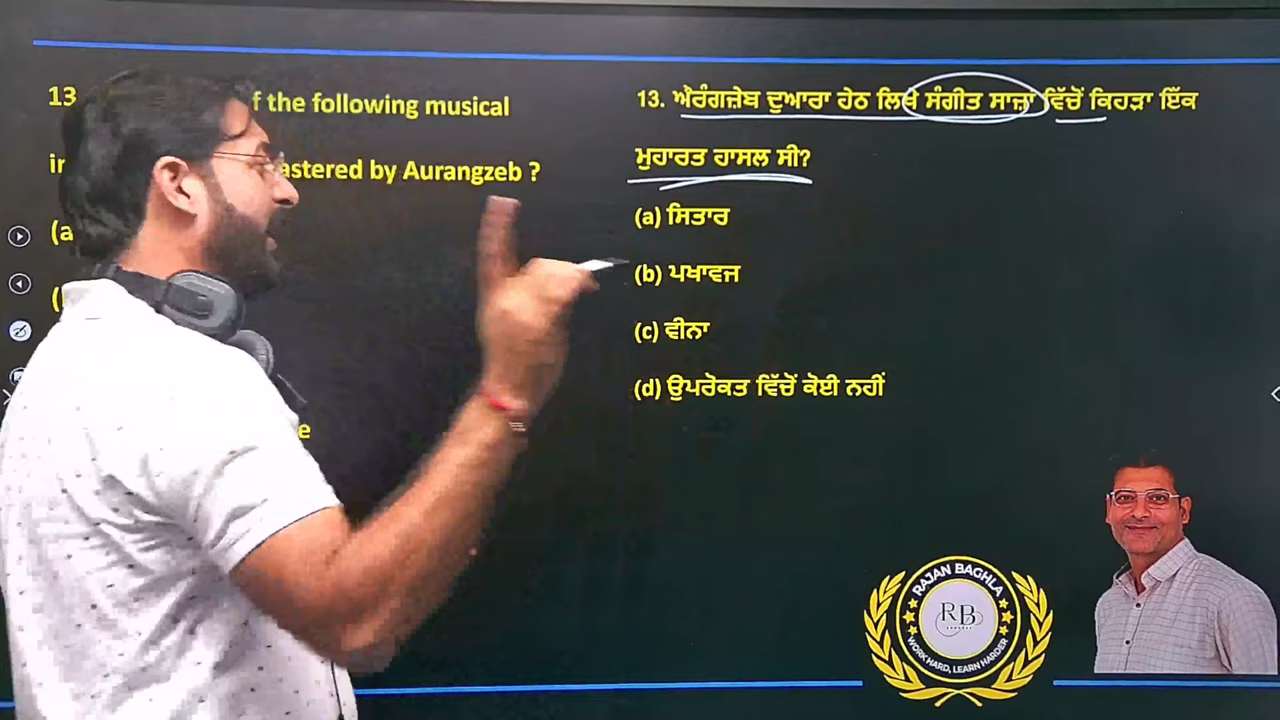 13
f the following musical
in
astered by Aurangzeb ?
(a
e
13. ਔਰੰਗਜ਼ੇਬ ਦੁਆਰਾ ਹੇਠ ਲਿਖੇ ਸੰਗੀਤ ਸਾਜ਼ਾ ਵਿੱਚੋਂ ਕਿਹੜਾ ਇੱਕ
ਮੁਹਾਰਤ ਹਾਸਲ ਸੀ?
(a) ਸਿਤਾਰ
(b) ਪਖਾਵਜ
(c) ਵੀਨਾ
(d) ਉਪਰੋਕਤ ਵਿੱਚੋਂ ਕੋਈ ਨਹੀਂ
RAJAN BAGHLA
RB
WORK HARD, LEARN HARDER